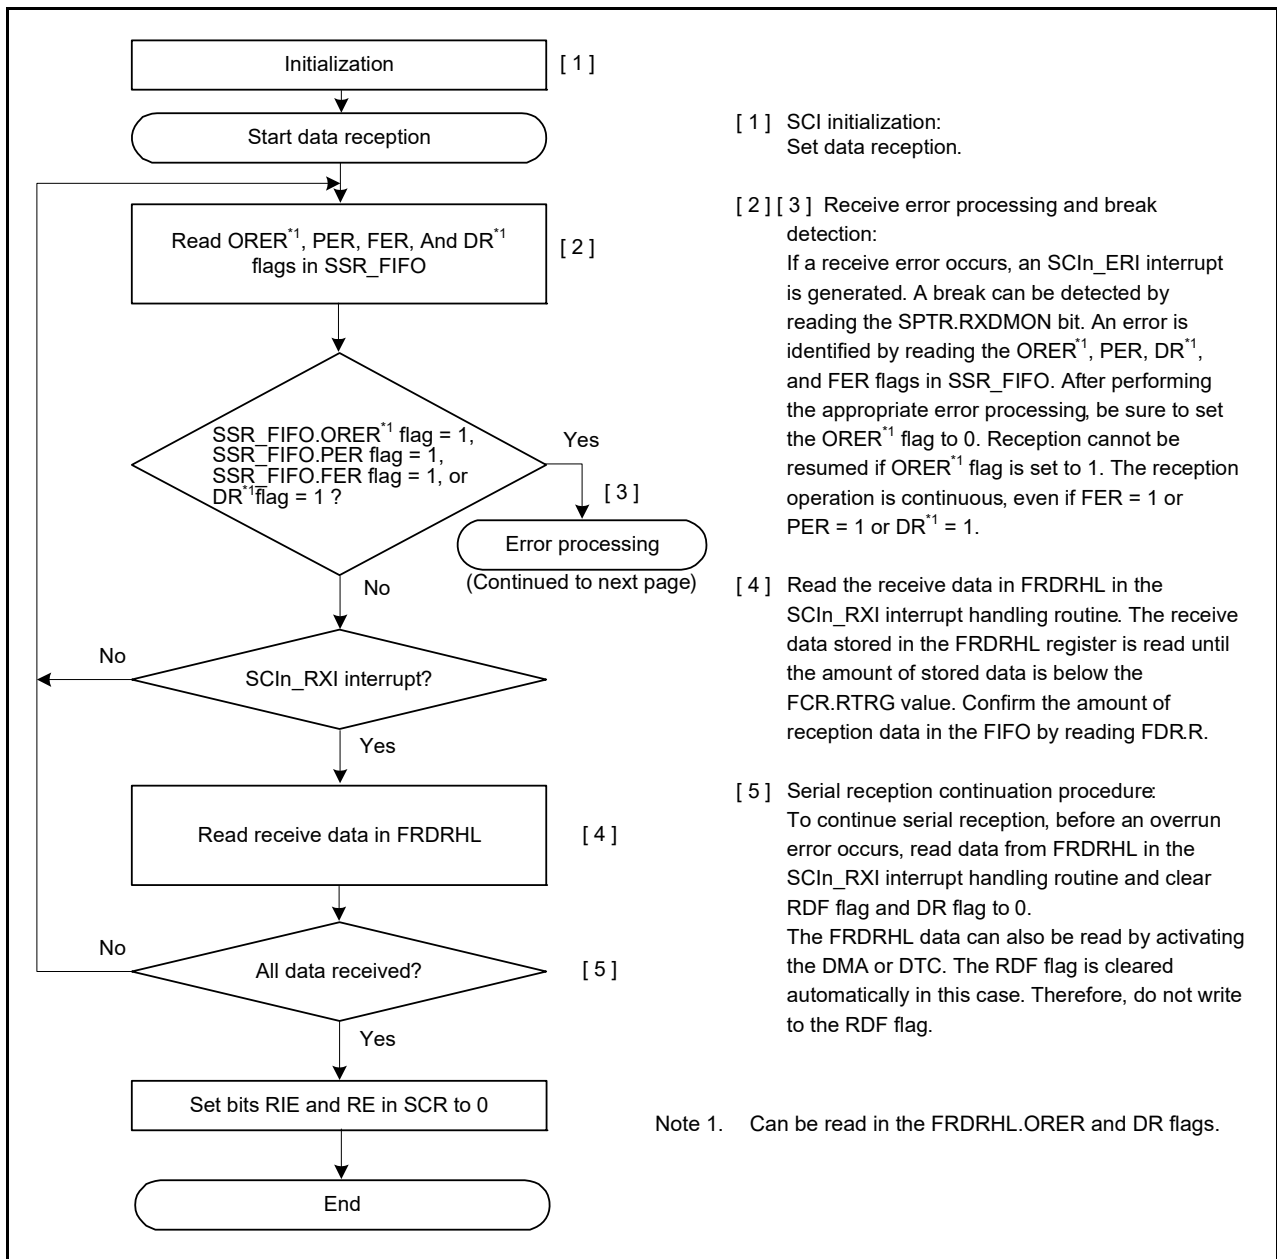 Initialization
[ 1 ]
Start data reception
Read ORER*1, PER, FER, And DR*1
flags in SSR_FIFO
[ 2 ]
SSR_FIFO.ORER*1 flag = 1,
SSR_FIFO.PER flag = 1,
SSR_FIFO.FER flag = 1, or
DR*1flag = 1 ?
Yes
[ 3 ]
Error processing
(Continued to next page)
No
SCIn_RXI interrupt?
No
Yes
Read receive data in FRDRHL
[ 4 ]
All data received?
No
[ 5 ]
Yes
Set bits RIE and RE in SCR to 0
End
[ 1 ] SCI initialization:
Set data reception.
[ 2 ] [ 3 ] Receive error processing and break
detection:
If a receive error occurs, an SCIn_ERI interrupt
is generated. A break can be detected by
reading the SPTR.RXDMON bit. An error is
identified by reading the ORER*1, PER, DR*1,
and FER flags in SSR_FIFO. After performing
the appropriate error processing, be sure to set
the ORER*1 flag to 0. Reception cannot be
resumed if ORER*1 flag is set to 1. The reception
operation is continuous, even if FER = 1 or
PER = 1 or DR*1 = 1.
[ 4 ] Read the receive data in FRDRHL in the
SCIn_RXI interrupt handling routine. The receive
data stored in the FRDRHL register is read until
the amount of stored data is below the
FCR.RTRG value. Confirm the amount of
reception data in the FIFO by reading FDR.R.
[ 5 ] Serial reception continuation procedure:
To continue serial reception, before an overrun
error occurs, read data from FRDRHL in the
SCIn_RXI interrupt handling routine and clear
RDF flag and DR flag to 0.
The FRDRHL data can also be read by activating
the DMA or DTC. The RDF flag is cleared
automatically in this case. Therefore, do not write
to the RDF flag.
Note 1. Can be read in the FRDRHL.ORER and DR flags.